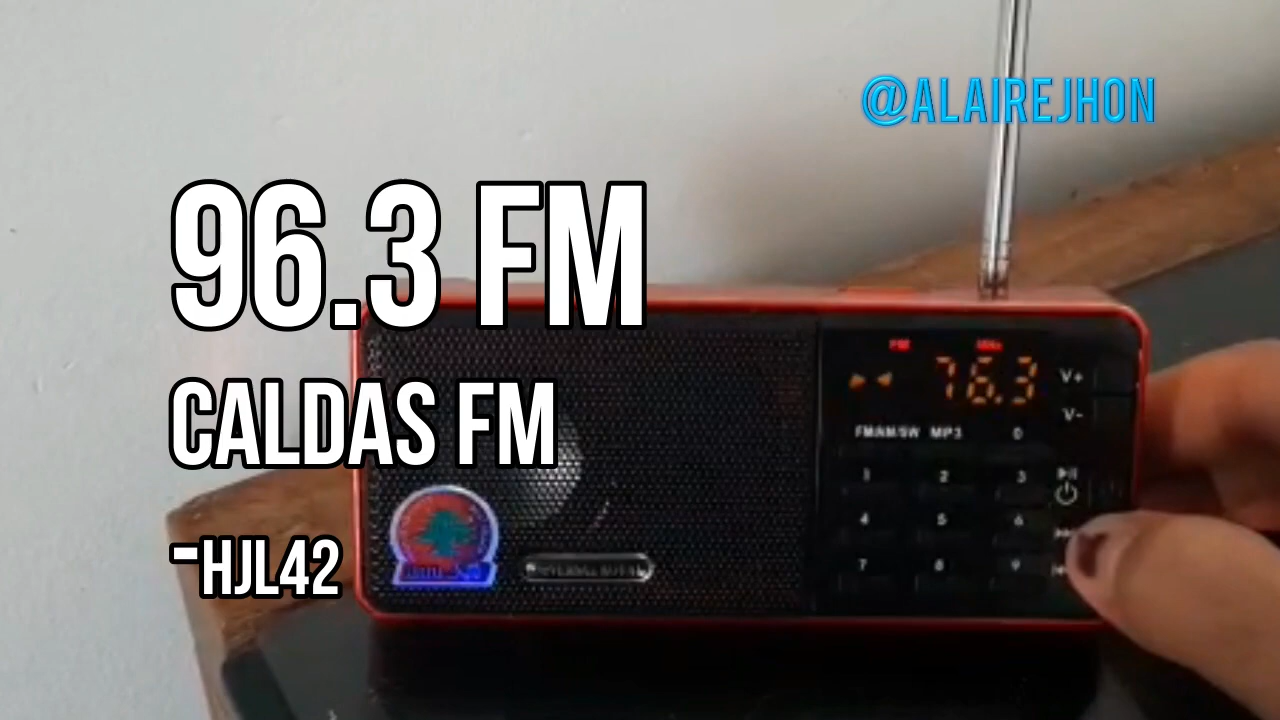 @ALAIREJHON
96.3 FM
CALDAS FM
-HJL42
FM MHz
76.3
V+
V-
FM/AM/SW MP3 0
1 2 3
4 5 6
7 8 9